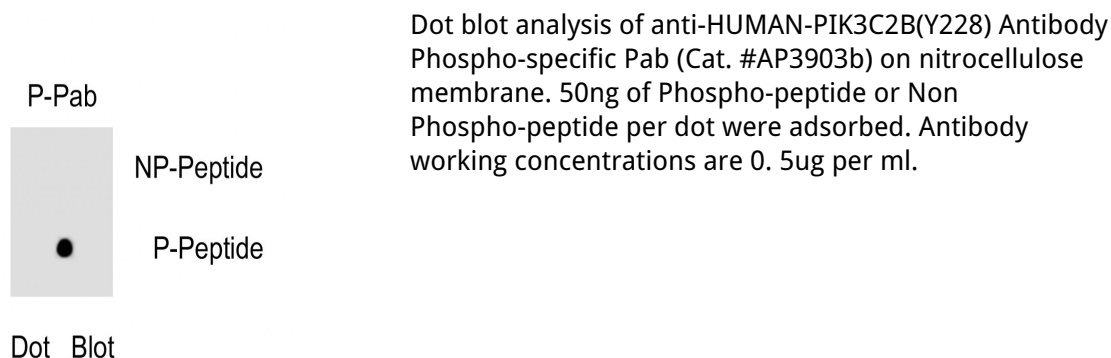 P-Pab
NP-Peptide
P-Peptide
Dot Blot
Dot blot analysis of anti-HUMAN-PIK3C2B(Y228) Antibody
Phospho-specific Pab (Cat. #AP3903b) on nitrocellulose
membrane. 50ng of Phospho-peptide or Non
Phospho-peptide per dot were adsorbed. Antibody
working concentrations are 0. 5ug per ml.